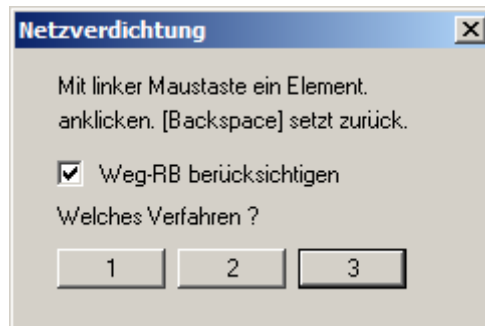 Netzverdichtung
Mit linker Maustaste ein Element.
anklicken. [Backspace] setzt zurück.
Weg-RB berücksichtigen
Welches Verfahren ?
1 2 3